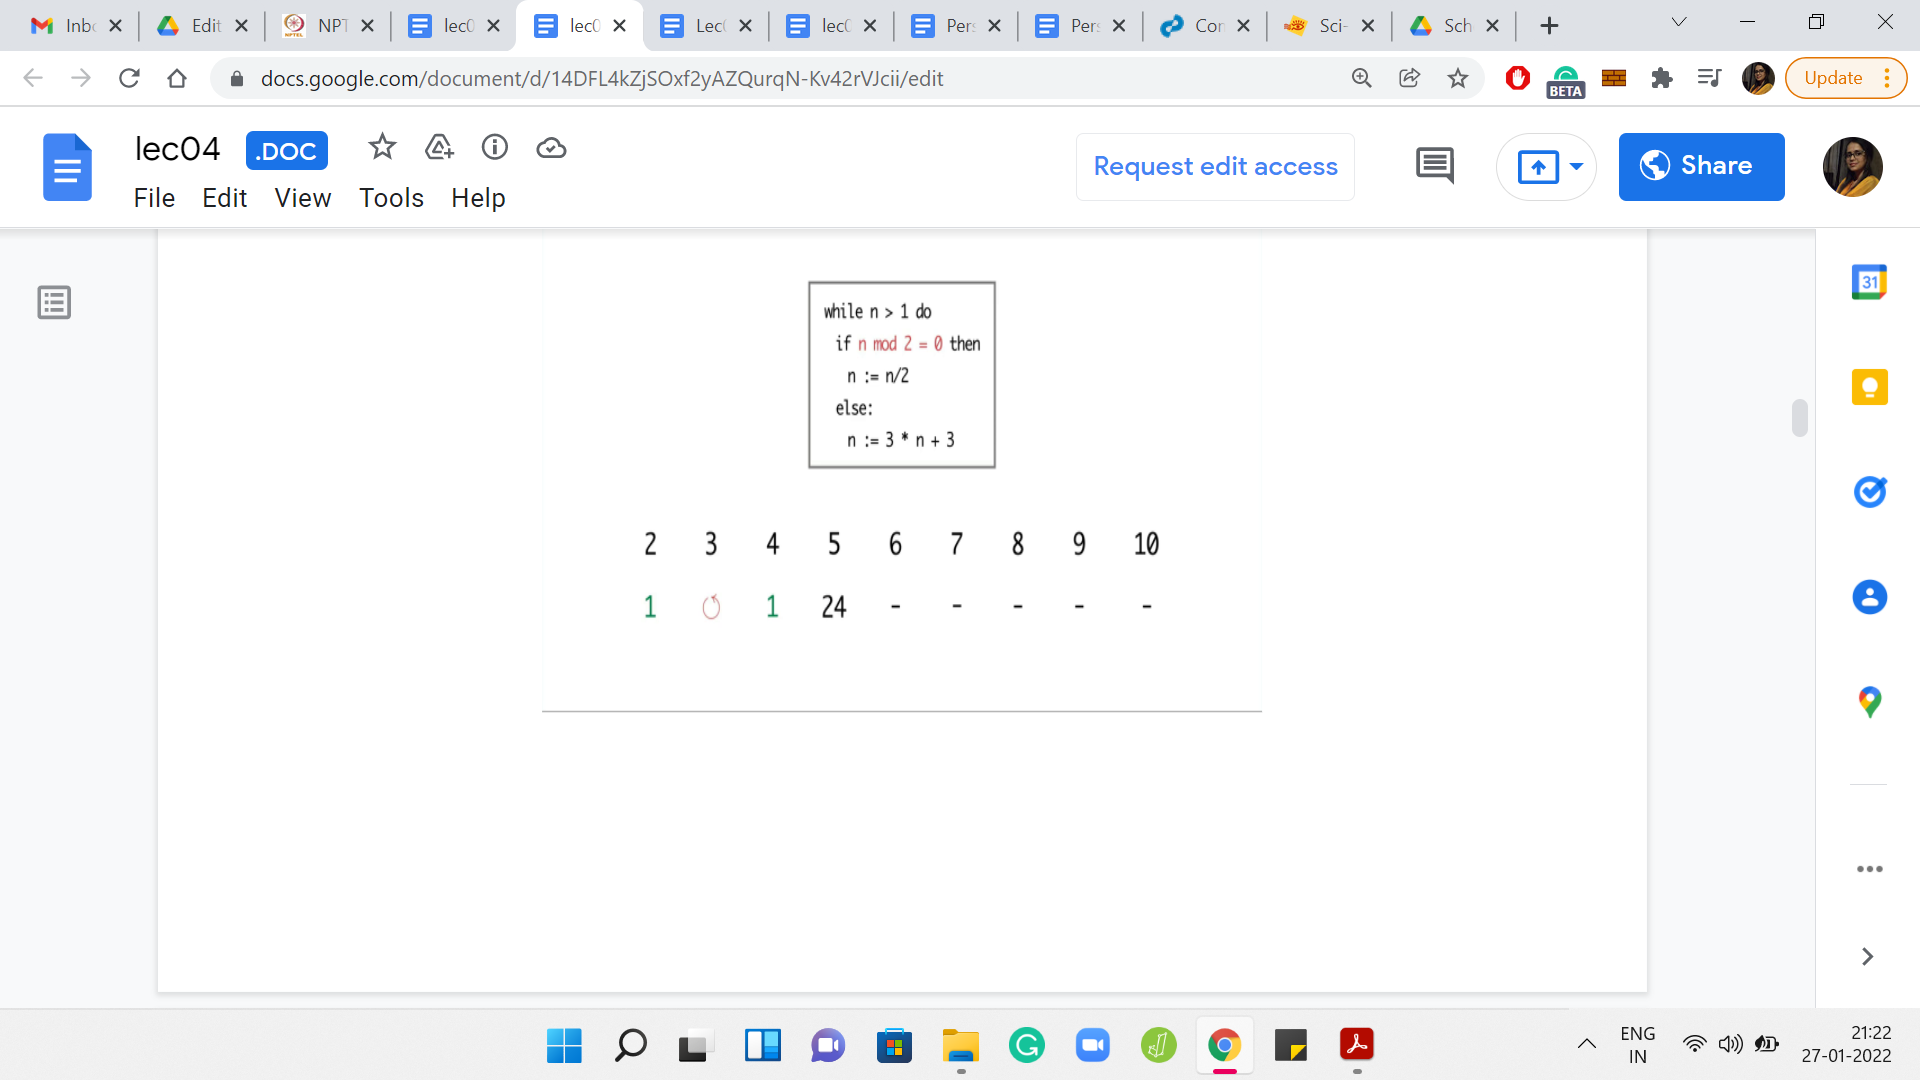 Inbo
Edit
NPT
lec0
lec0
Lec
lec0
Pers
Pers
Con
Sci-
Sch
docs.google.com/document/d/14DFL4kZjSOxf2yAZQurqN-Kv42rVJcii/edit
BETA
Update
lec04 .DOC
Request edit access
Share
File Edit View Tools Help
31
while n > 1 do
if n mod 2 = 0 then
n := n/2
else:
n := 3 * n + 3
2 3 4 5 6 7 8 9 10
1 1 24 - - - - -
ENG
IN
21:22
27-01-2022